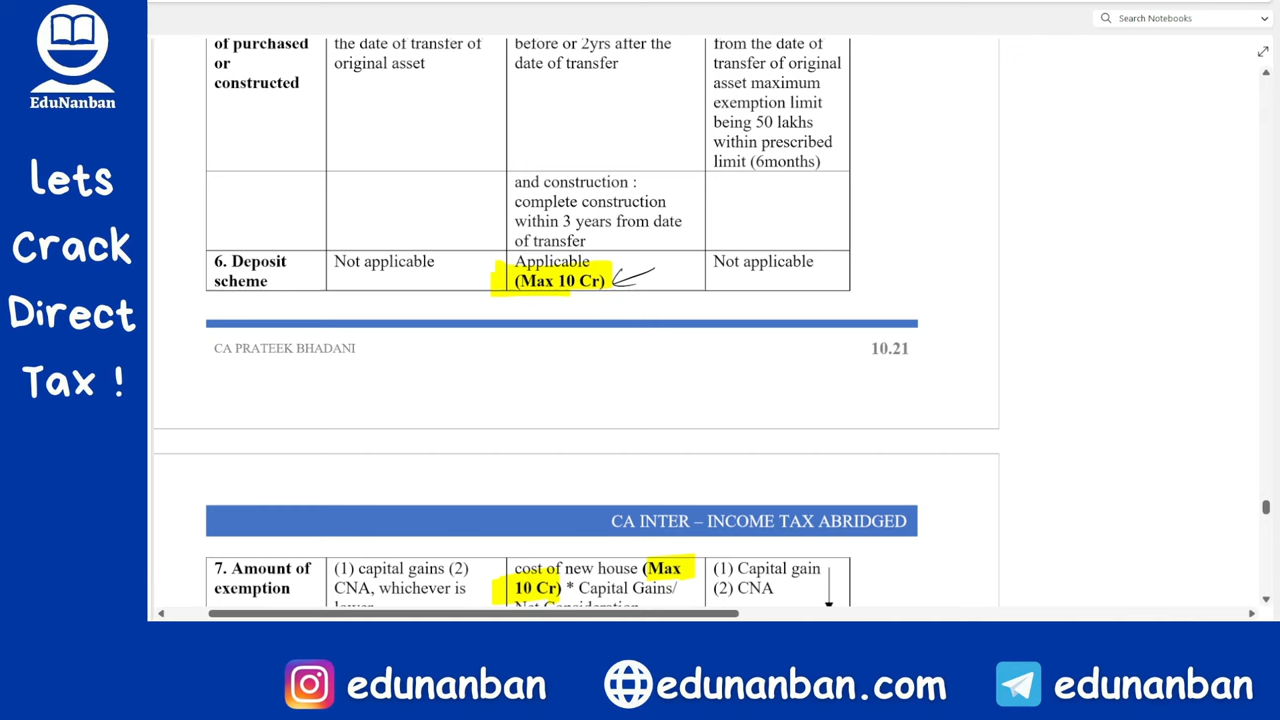 EduNanban
lets
Crack
Direct
Tax !
Search Notebooks
of purchased
or
constructed
the date of transfer of
original asset
before or 2yrs after the
date of transfer
from the date of
transfer of original
asset maximum
exemption limit
being 50 lakhs
within prescribed
limit (6months)
and construction :
complete construction
within 3 years from date
of transfer
6. Deposit
scheme
Not applicable
Applicable
(Max 10 Cr)
Not applicable
CA PRATEEK BHADANI
10.21
CA INTER – INCOME TAX ABRIDGED
7. Amount of
exemption
(1) capital gains (2)
CNA, whichever is
lower
cost of new house (Max
10 Cr) * Capital Gains/
Net Consideration
(1) Capital gain
(2) CNA
edunanban
edunanban.com
edunanban